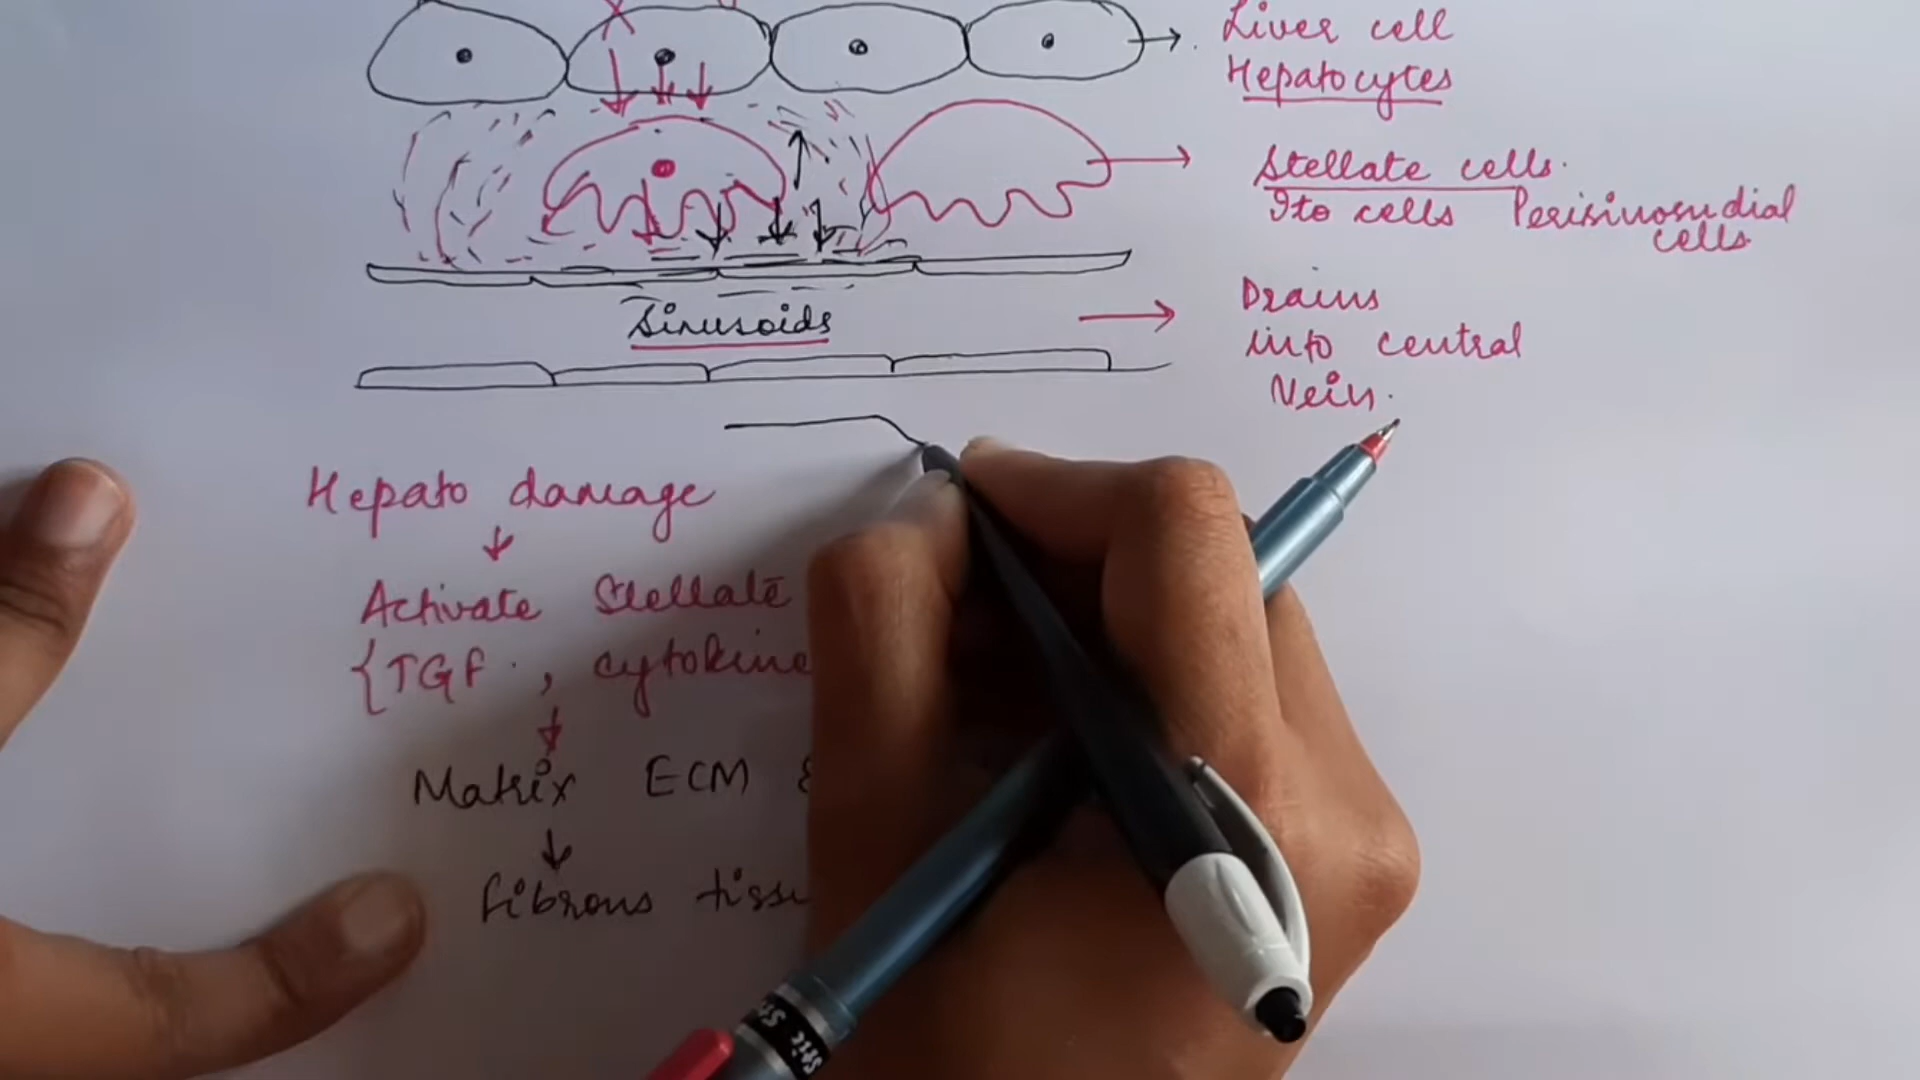 Liver cell
Hepatocytes
Stellate cells.
Ito cells Perisinosudial
cells
Sinusoids
Drains
into central
Vein.
Hepato damage
↓
Activate Stellate
{TGF , cytokine
↓
Matrix ECM &
↓
fibrous tissu